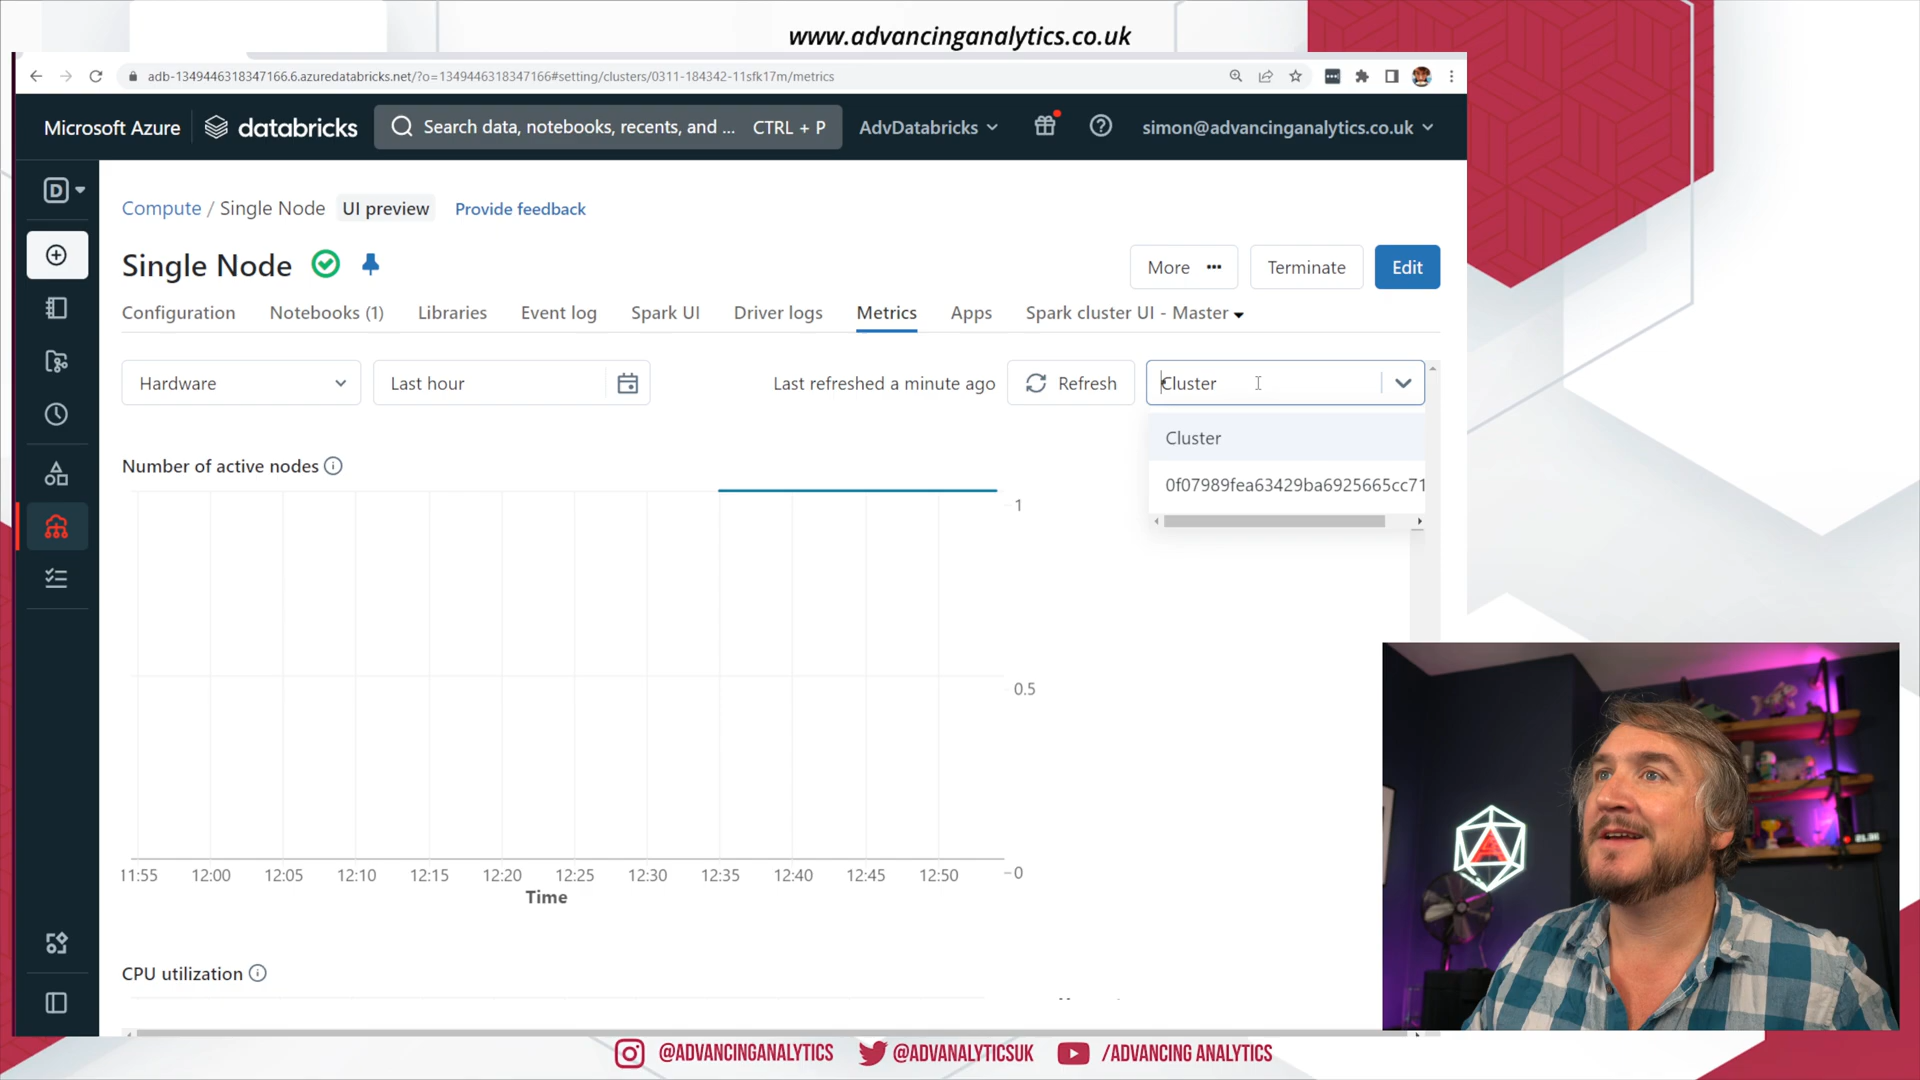 www.advancinganalytics.co.uk
adb-1349446318347166.6.azuredatabricks.net/?o=1349446318347166#setting/clusters/0311-184342-11sfk17m/metrics
Microsoft Azure databricks Search data, notebooks, recents, and ... CTRL + P AdvDatabricks simon@advancinganalytics.co.uk
D
Compute / Single Node UI preview Provide feedback
Single Node More ••• Terminate Edit
Configuration Notebooks (1) Libraries Event log Spark UI Driver logs Metrics Apps Spark cluster UI - Master
Hardware Last hour Last refreshed a minute ago Refresh Cluster
Cluster
0f07989fea63429ba6925665cc71
Number of active nodes
1
0.5
0
11:55 12:00 12:05 12:10 12:15 12:20 12:25 12:30 12:35 12:40 12:45 12:50
Time
CPU utilization
A
@ADVANCINGANALYTICS @ADVANALYTICSUK /ADVANCING ANALYTICS